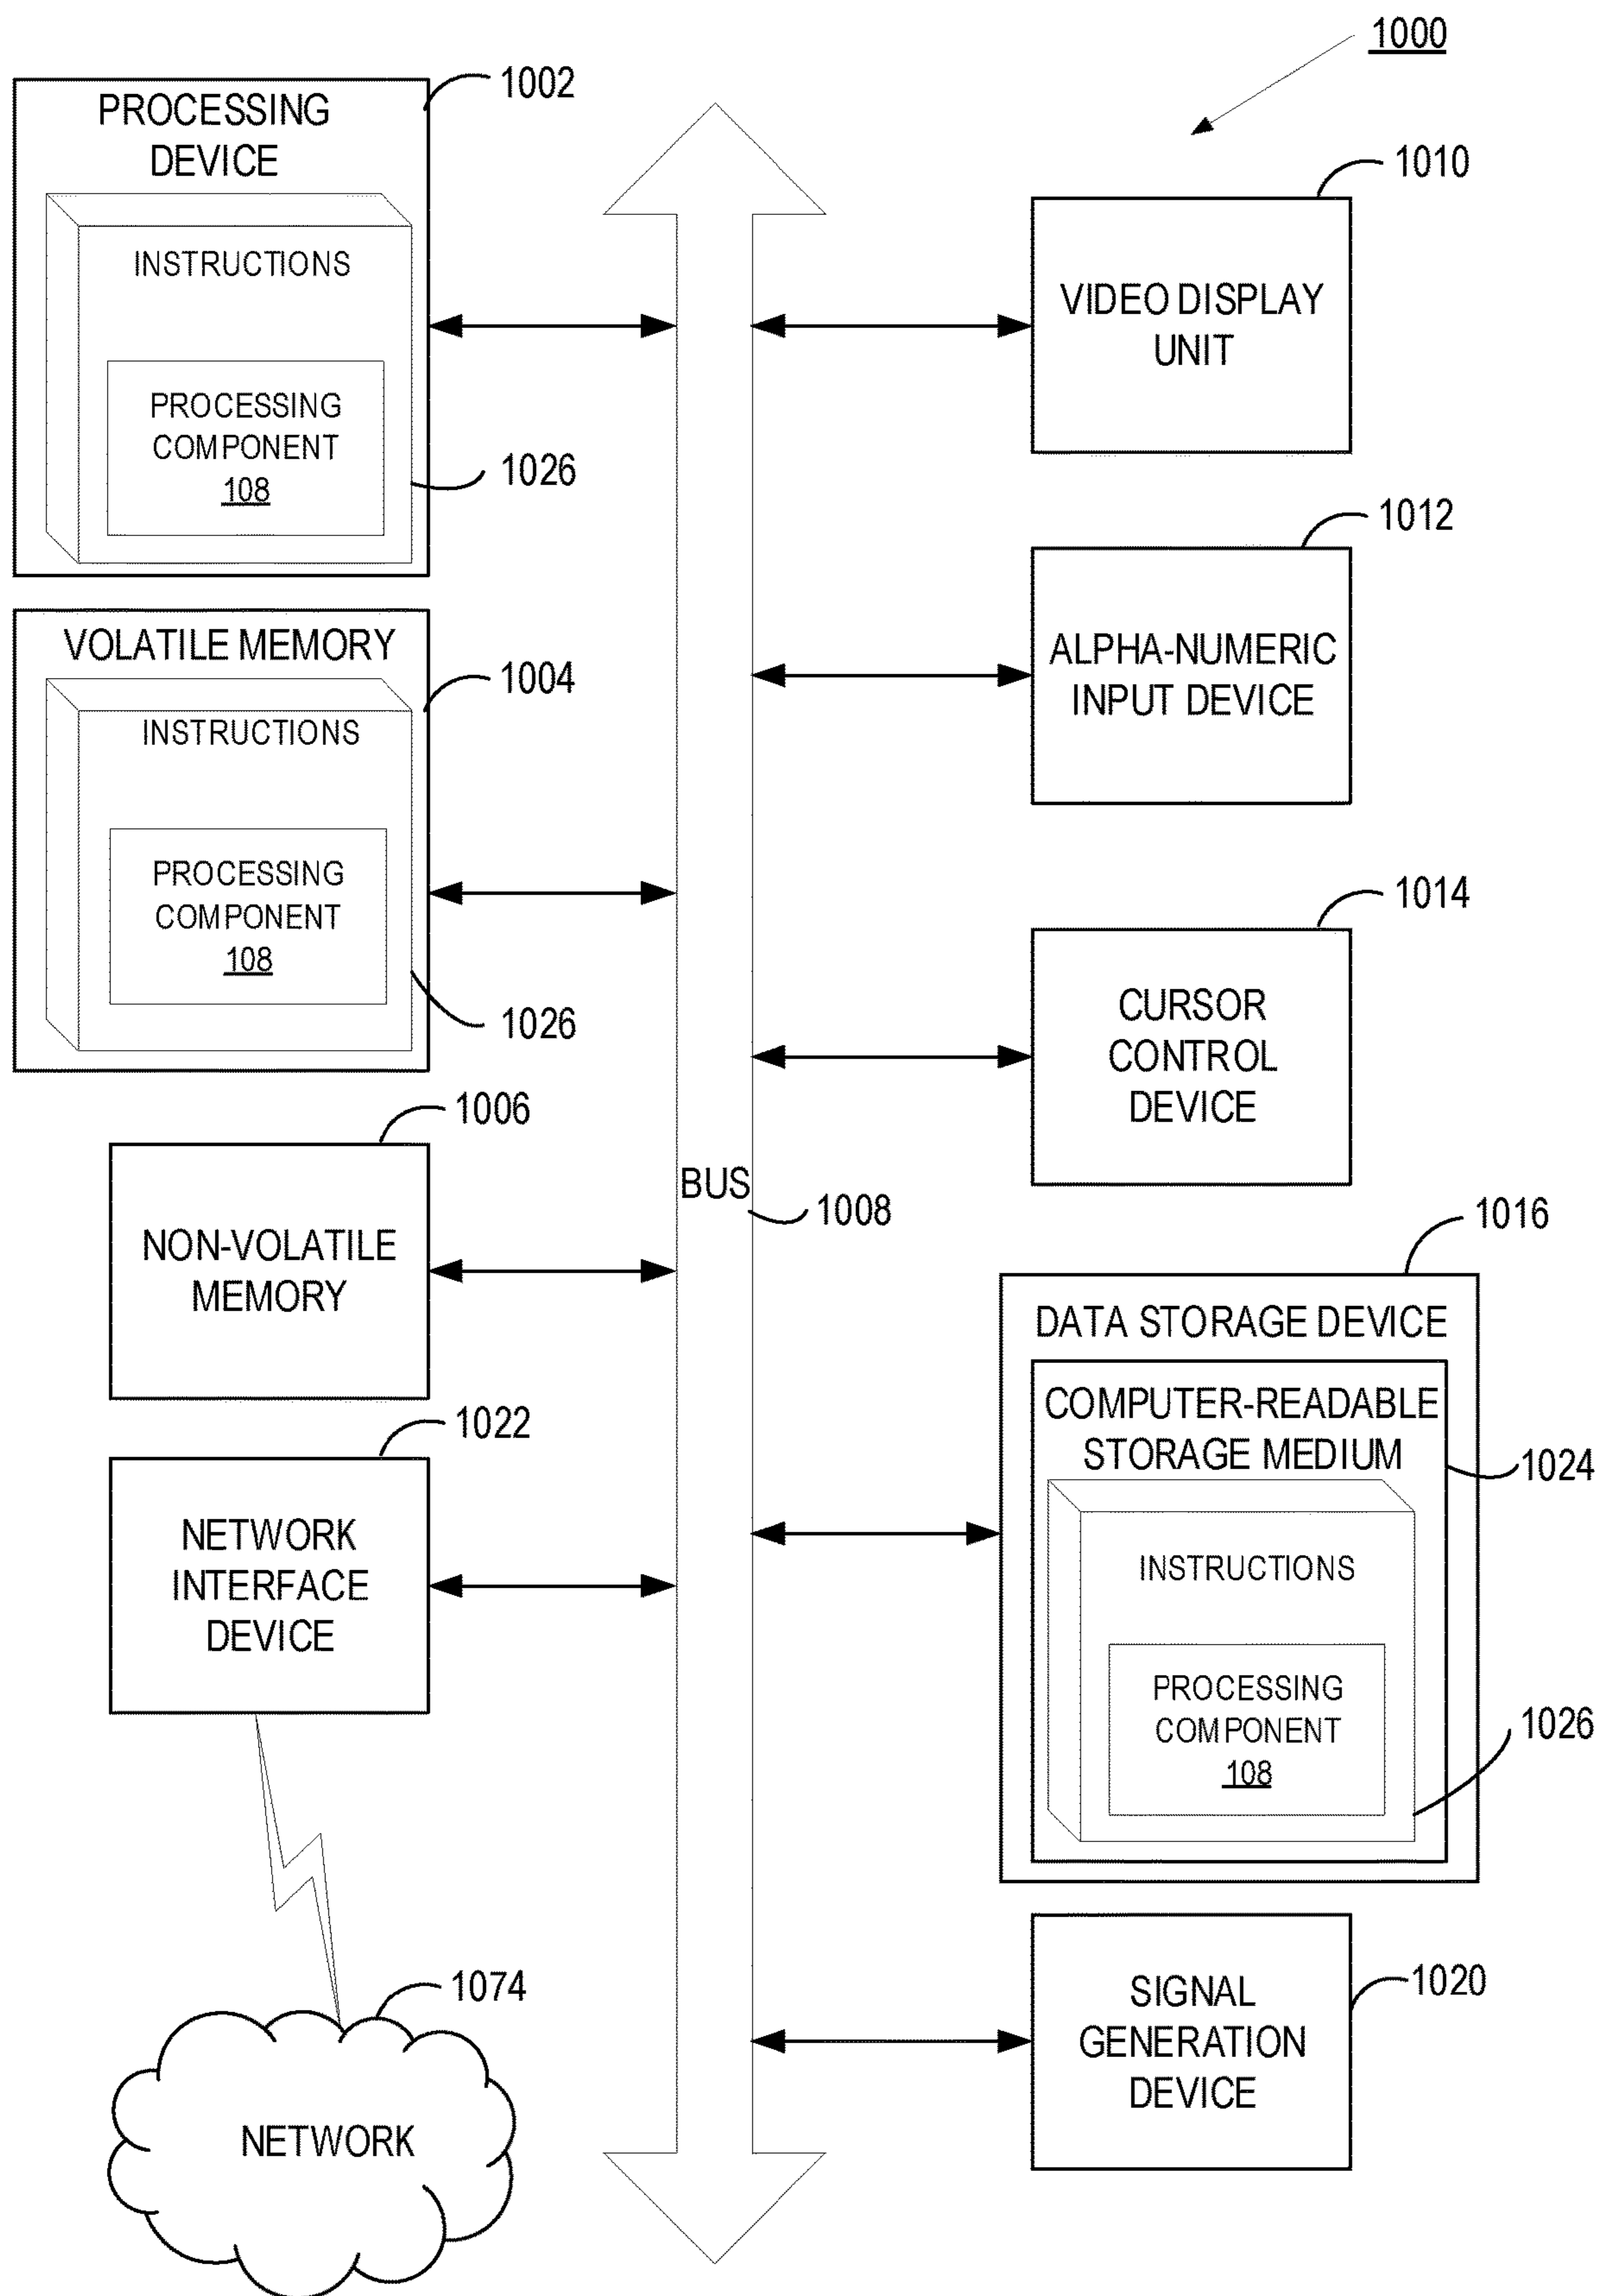 1000
1002
PROCESSING
DEVICE
INSTRUCTIONS
PROCESSING
COMPONENT
108
1026
VOLATILE MEMORY
1004
INSTRUCTIONS
PROCESSING
COMPONENT
108
1026
1006
NON-VOLATILE
MEMORY
1022
NETWORK
INTERFACE
DEVICE
1074
NETWORK
BUS
1008
1010
VIDEO DISPLAY
UNIT
1012
ALPHA-NUMERIC
INPUT DEVICE
1014
CURSOR
CONTROL
DEVICE
1016
DATA STORAGE DEVICE
COMPUTER-READABLE
STORAGE MEDIUM
1024
INSTRUCTIONS
PROCESSING
COMPONENT
108
1026
SIGNAL
GENERATION
DEVICE
1020